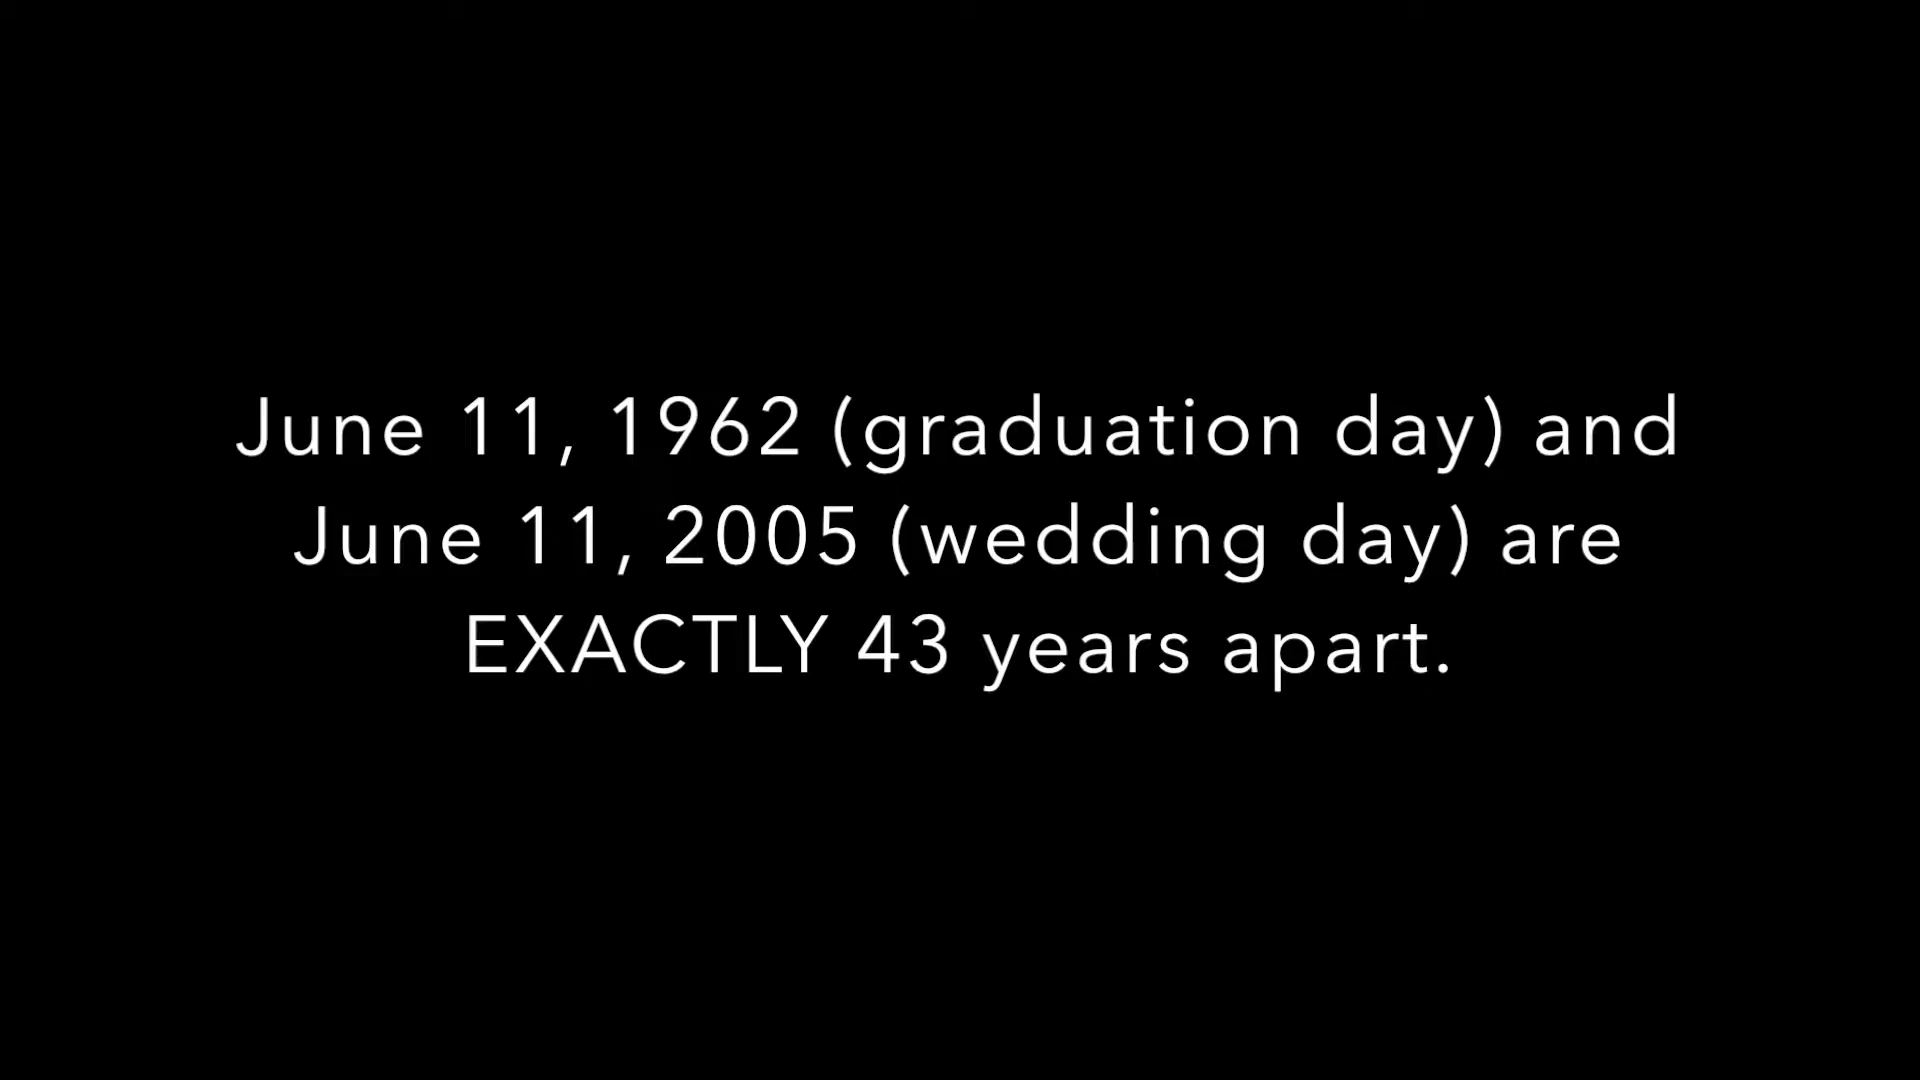 June 11, 1962 (graduation day) and
June 11, 2005 (wedding day) are
EXACTLY 43 years apart.